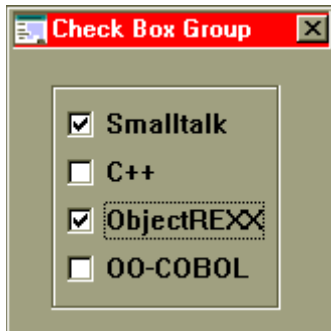 Check Box Group
Smalltalk
C++
ObjectREXX
OO-COBOL